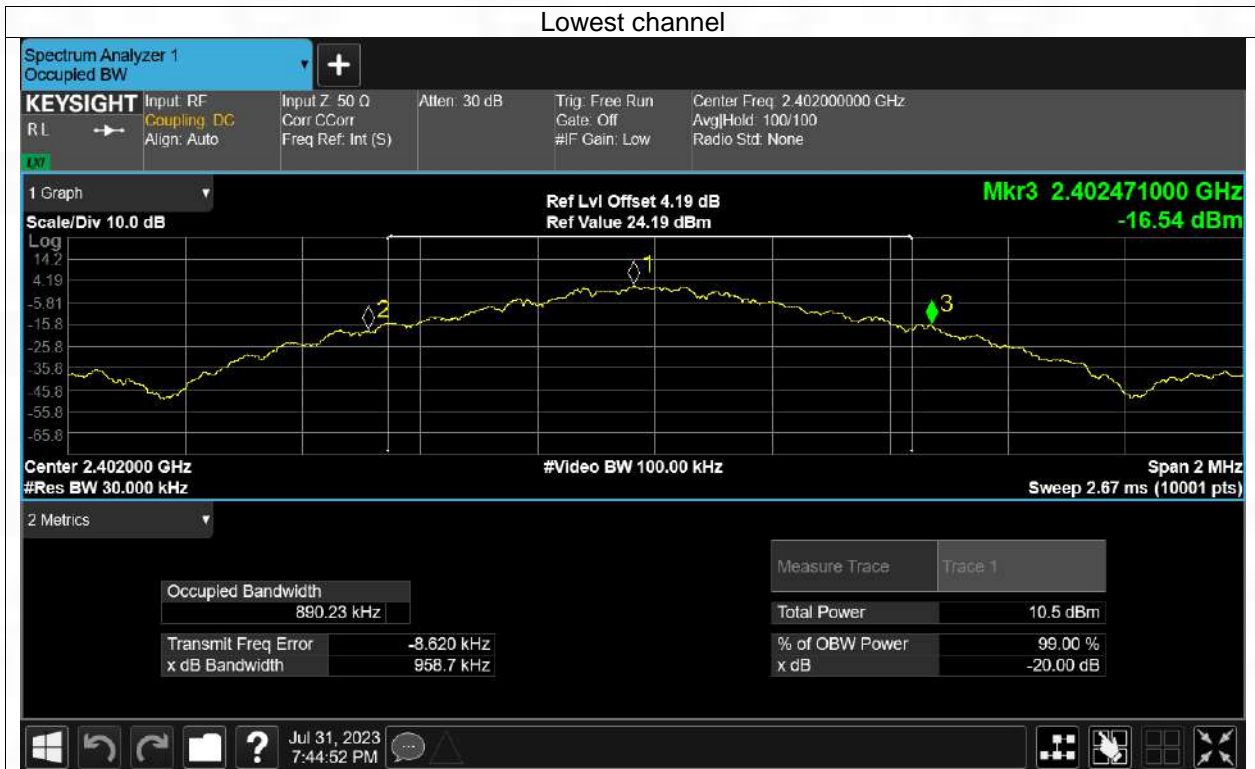 Lowest channel
Spectrum Analyzer 1
Occupied BW
KEYSIGHT
RL
LXI
Input: RF
Coupling: DC
Align: Auto
Input Z: 50 Ω
Corr CCorr
Freq Ref: Int (S)
Atten: 30 dB
Trig: Free Run
Gate: Off
#IF Gain: Low
Center Freq: 2.402000000 GHz
Avg|Hold: 100/100
Radio Std: None
1 Graph
Scale/Div 10.0 dB
Ref Lvl Offset 4.19 dB
Ref Value 24.19 dBm
Mkr3 2.402471000 GHz
-16.54 dBm
Log
14.2
4.19
-5.81
-15.8
-25.8
-35.8
-45.8
-55.8
-65.8
1
2
3
Center 2.402000 GHz
#Res BW 30.000 kHz
#Video BW 100.00 kHz
Span 2 MHz
Sweep 2.67 ms (10001 pts)
2 Metrics
Measure Trace Trace 1
Occupied Bandwidth
890.23 kHz
Total Power 10.5 dBm
Transmit Freq Error -8.620 kHz
% of OBW Power 99.00 %
x dB Bandwidth 958.7 kHz
x dB -20.00 dB
?
Jul 31, 2023
7:44:52 PM